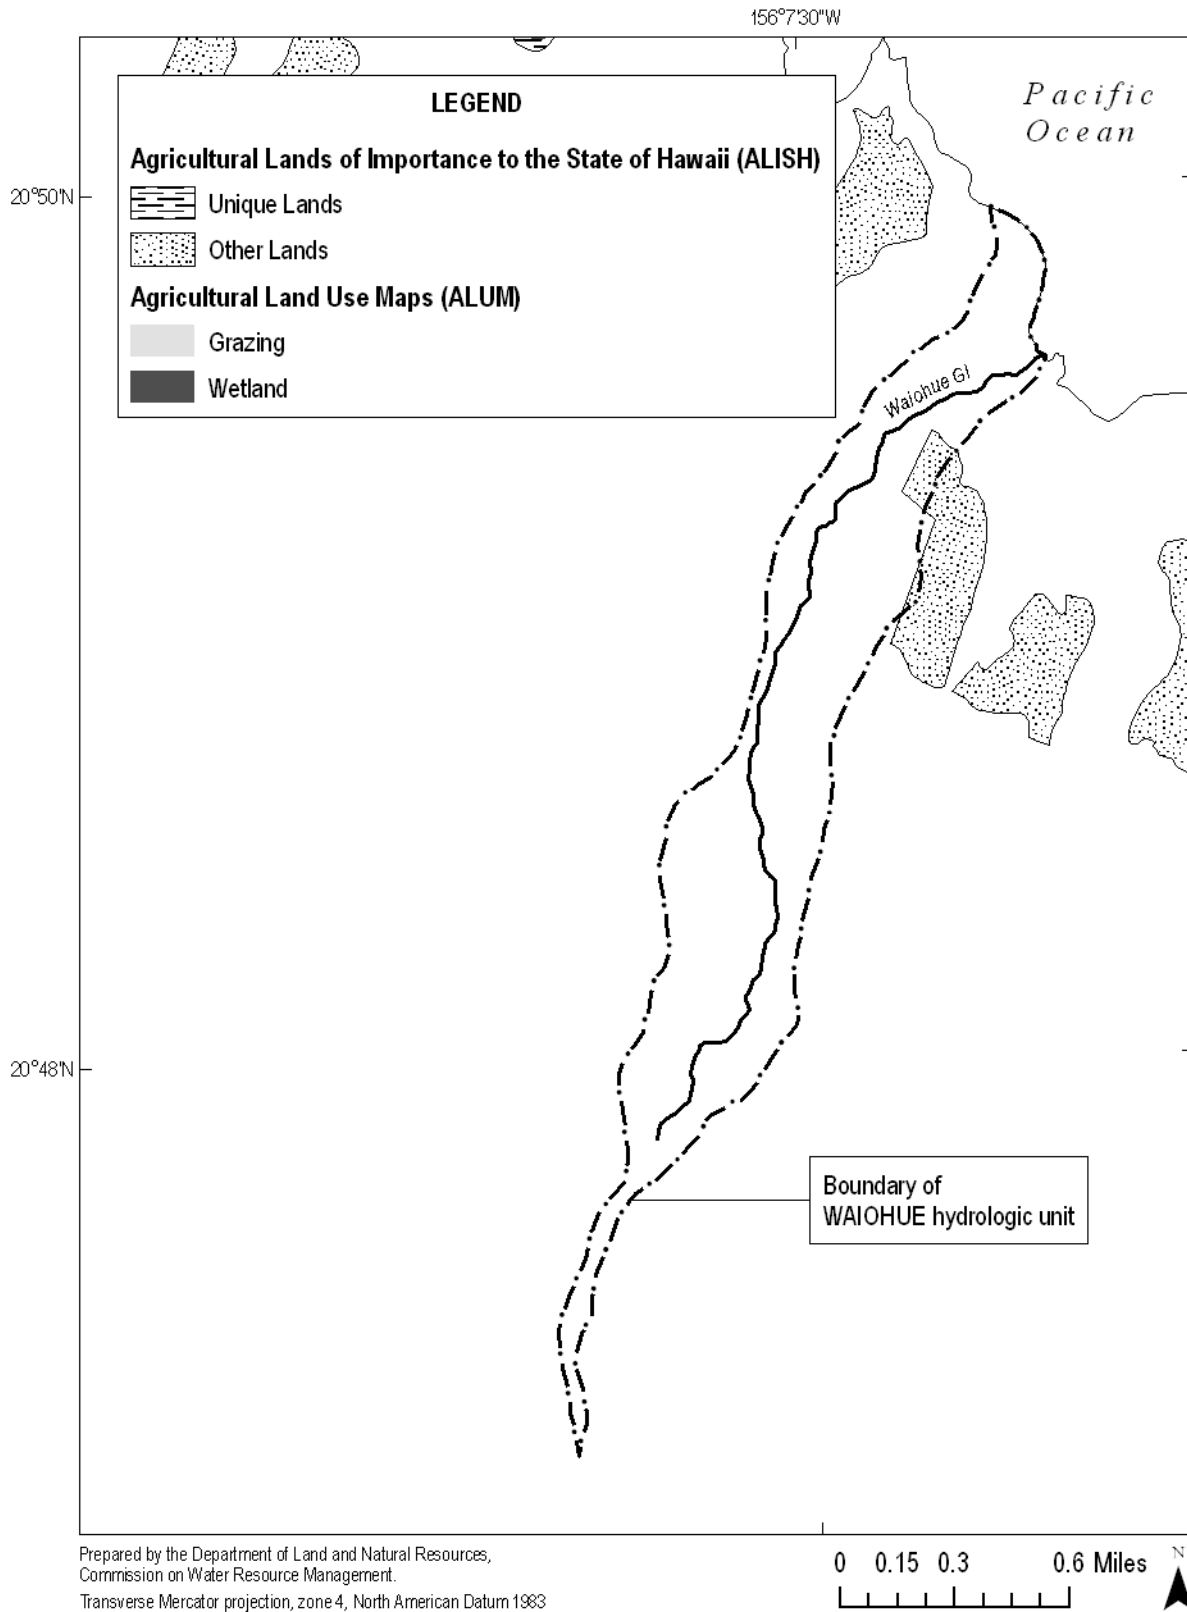 156°7'30"W
Pacific
Ocean
LEGEND
Agricultural Lands of Importance to the State of Hawaii (ALISH)
Unique Lands
Other Lands
Agricultural Land Use Maps (ALUM)
Grazing
Wetland
20°50'N
Waiohue Gl
20°48'N
Boundary of
WAIOHUE hydrologic unit
Prepared by the Department of Land and Natural Resources,
Commission on Water Resource Management.
Transverse Mercator projection, zone 4, North American Datum 1983
0 0.15 0.3 0.6 Miles
N